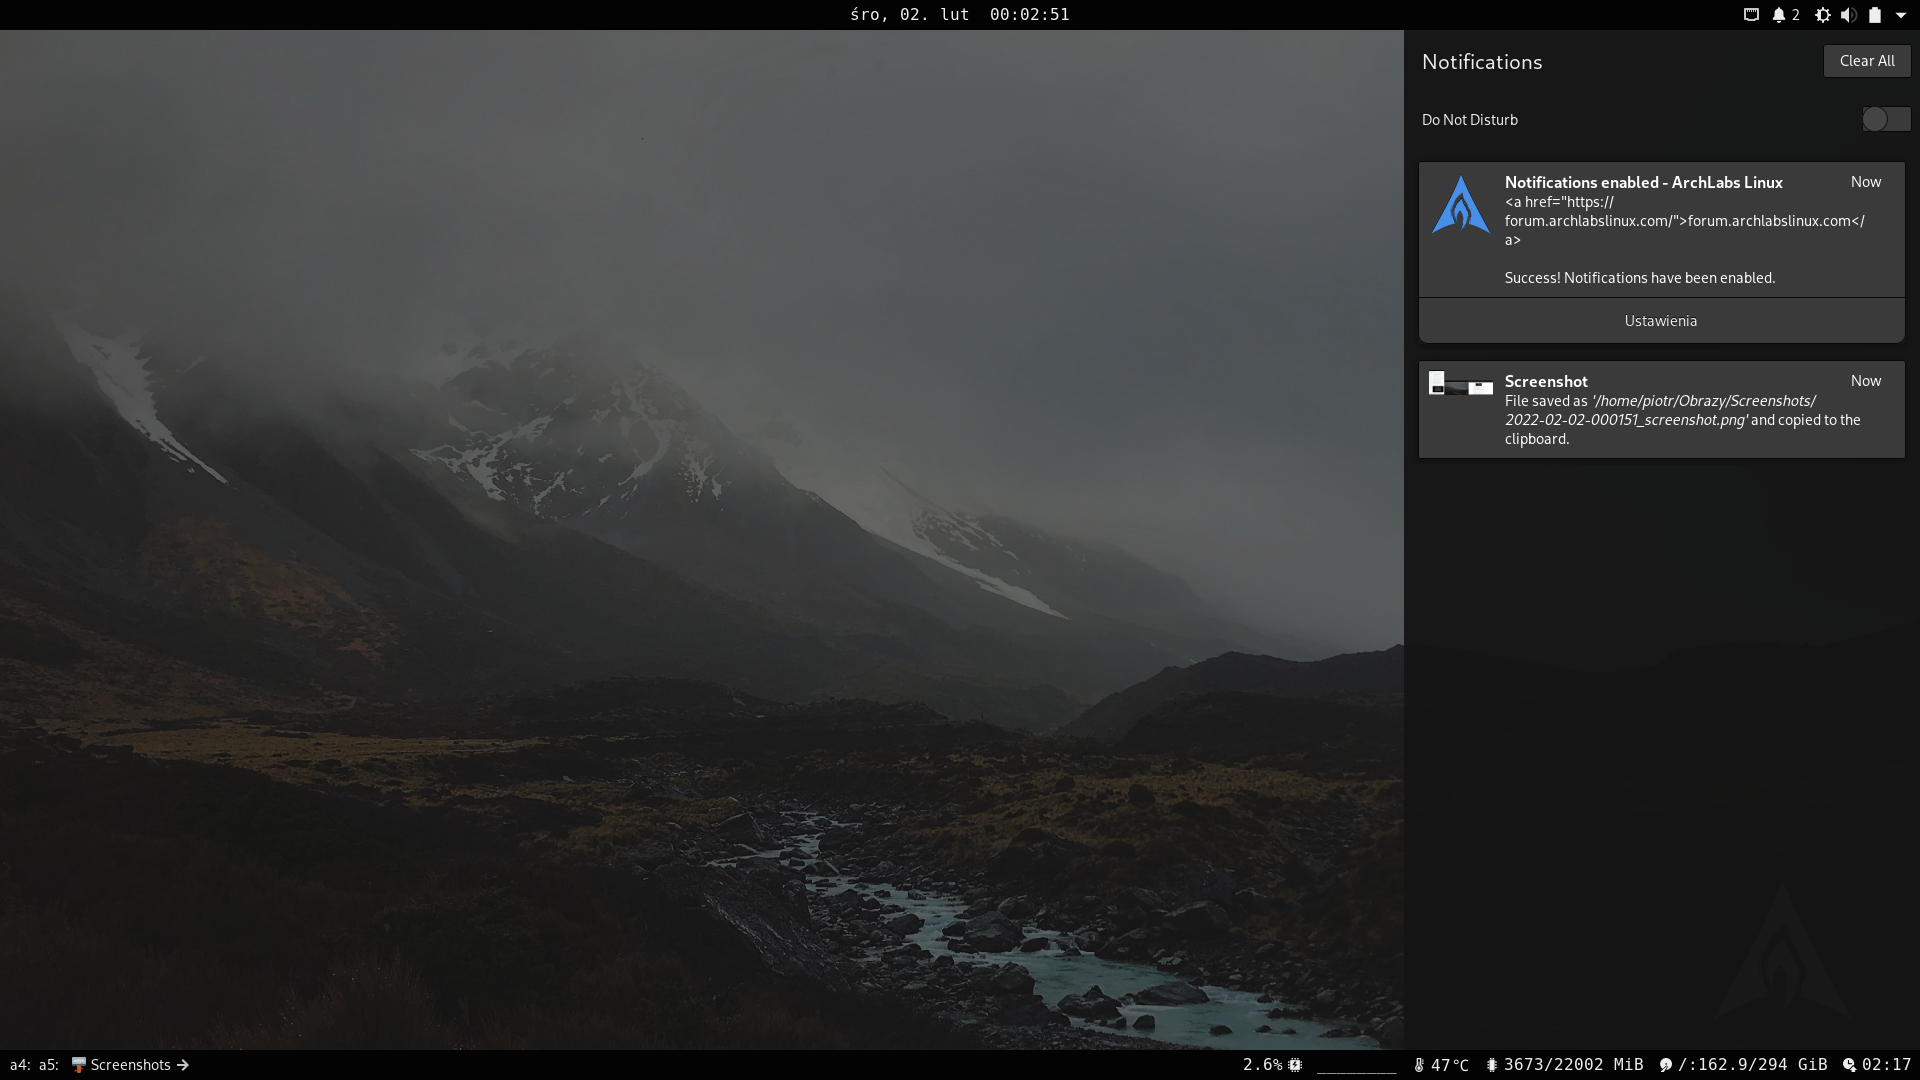 śro, 02. lut  00:02:51
2
Notifications
Clear All
Do Not Disturb
Notifications enabled - ArchLabs Linux
Now
<a href="https://
forum.archlabslinux.com/">forum.archlabslinux.com</
a>
Success! Notifications have been enabled.
Ustawienia
Screenshot
Now
File saved as '/home/piotr/Obrazy/Screenshots/
2022-02-02-000151_screenshot.png' and copied to the
clipboard.
a4: a5: Screenshots
2.6% ________ 47°C 3673/22002 MiB /:162.9/294 GiB 02:17